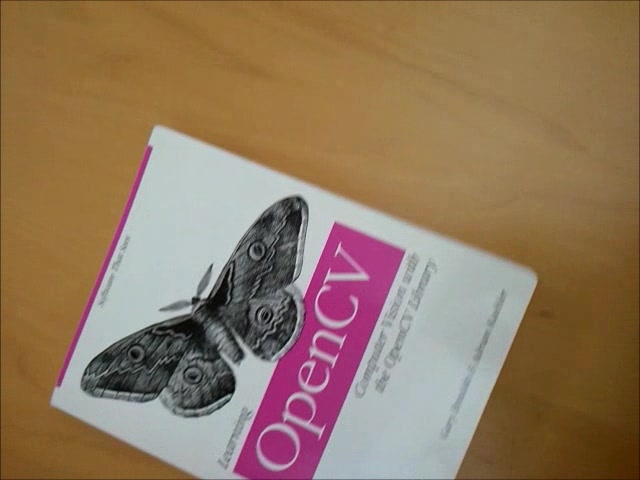 Software That Sees
Learning
OpenCV
Computer Vision with
the OpenCV Library
Gary Bradski & Adrian Kaehler